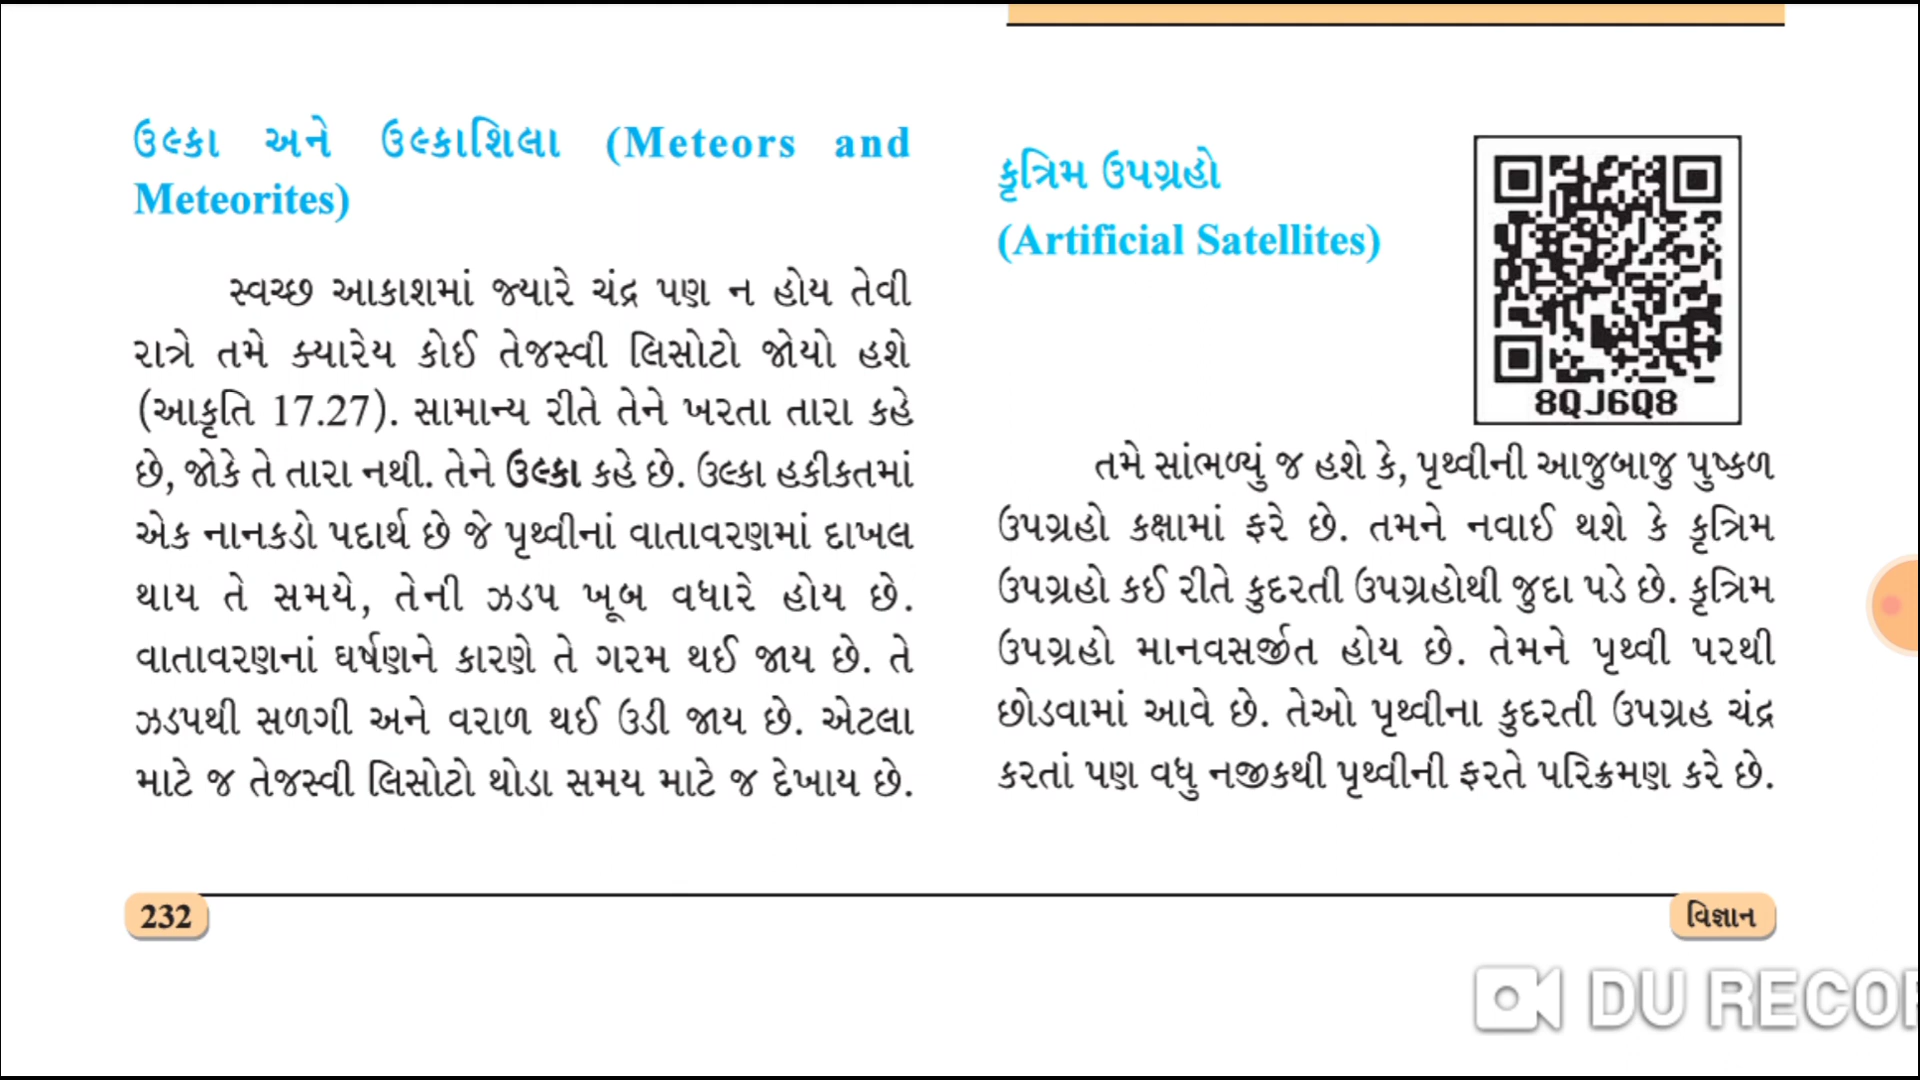 ઉલ્કા અને ઉલ્કાશિલા (Meteors and
Meteorites)
સ્વચ્છ આકાશમાં જ્યારે ચંદ્ર પણ ન હોય તેવી
રાત્રે તમે ક્યારેય કોઈ તેજસ્વી લિસોટો જોયો હશે
(આકૃતિ 17.27). સામાન્ય રીતે તેને ખરતા તારા કહે
છે, જોકે તે તારા નથી. તેને ઉલ્કા કહે છે. ઉલ્કા હકીકતમાં
એક નાનકડો પદાર્થ છે જે પૃથ્વીનાં વાતાવરણમાં દાખલ
થાય તે સમયે, તેની ઝડપ ખૂબ વધારે હોય છે.
વાતાવરણનાં ઘર્ષણને કારણે તે ગરમ થઈ જાય છે. તે
ઝડપથી સળગી અને વરાળ થઈ ઉડી જાય છે. એટલા
માટે જ તેજસ્વી લિસોટો થોડા સમય માટે જ દેખાય છે.
કૃત્રિમ ઉપગ્રહો
(Artificial Satellites)
8QJ6Q8
તમે સાંભળ્યું જ હશે કે, પૃથ્વીની આજુબાજુ પુષ્કળ
ઉપગ્રહો કક્ષામાં ફરે છે. તમને નવાઈ થશે કે કૃત્રિમ
ઉપગ્રહો કઈ રીતે કુદરતી ઉપગ્રહોથી જુદા પડે છે. કૃત્રિમ
ઉપગ્રહો માનવસર્જીત હોય છે. તેમને પૃથ્વી પરથી
છોડવામાં આવે છે. તેઓ પૃથ્વીના કુદરતી ઉપગ્રહ ચંદ્ર
કરતાં પણ વધુ નજીકથી પૃથ્વીની ફરતે પરિક્રમણ કરે છે.
232
વિજ્ઞાન
DU RECOR